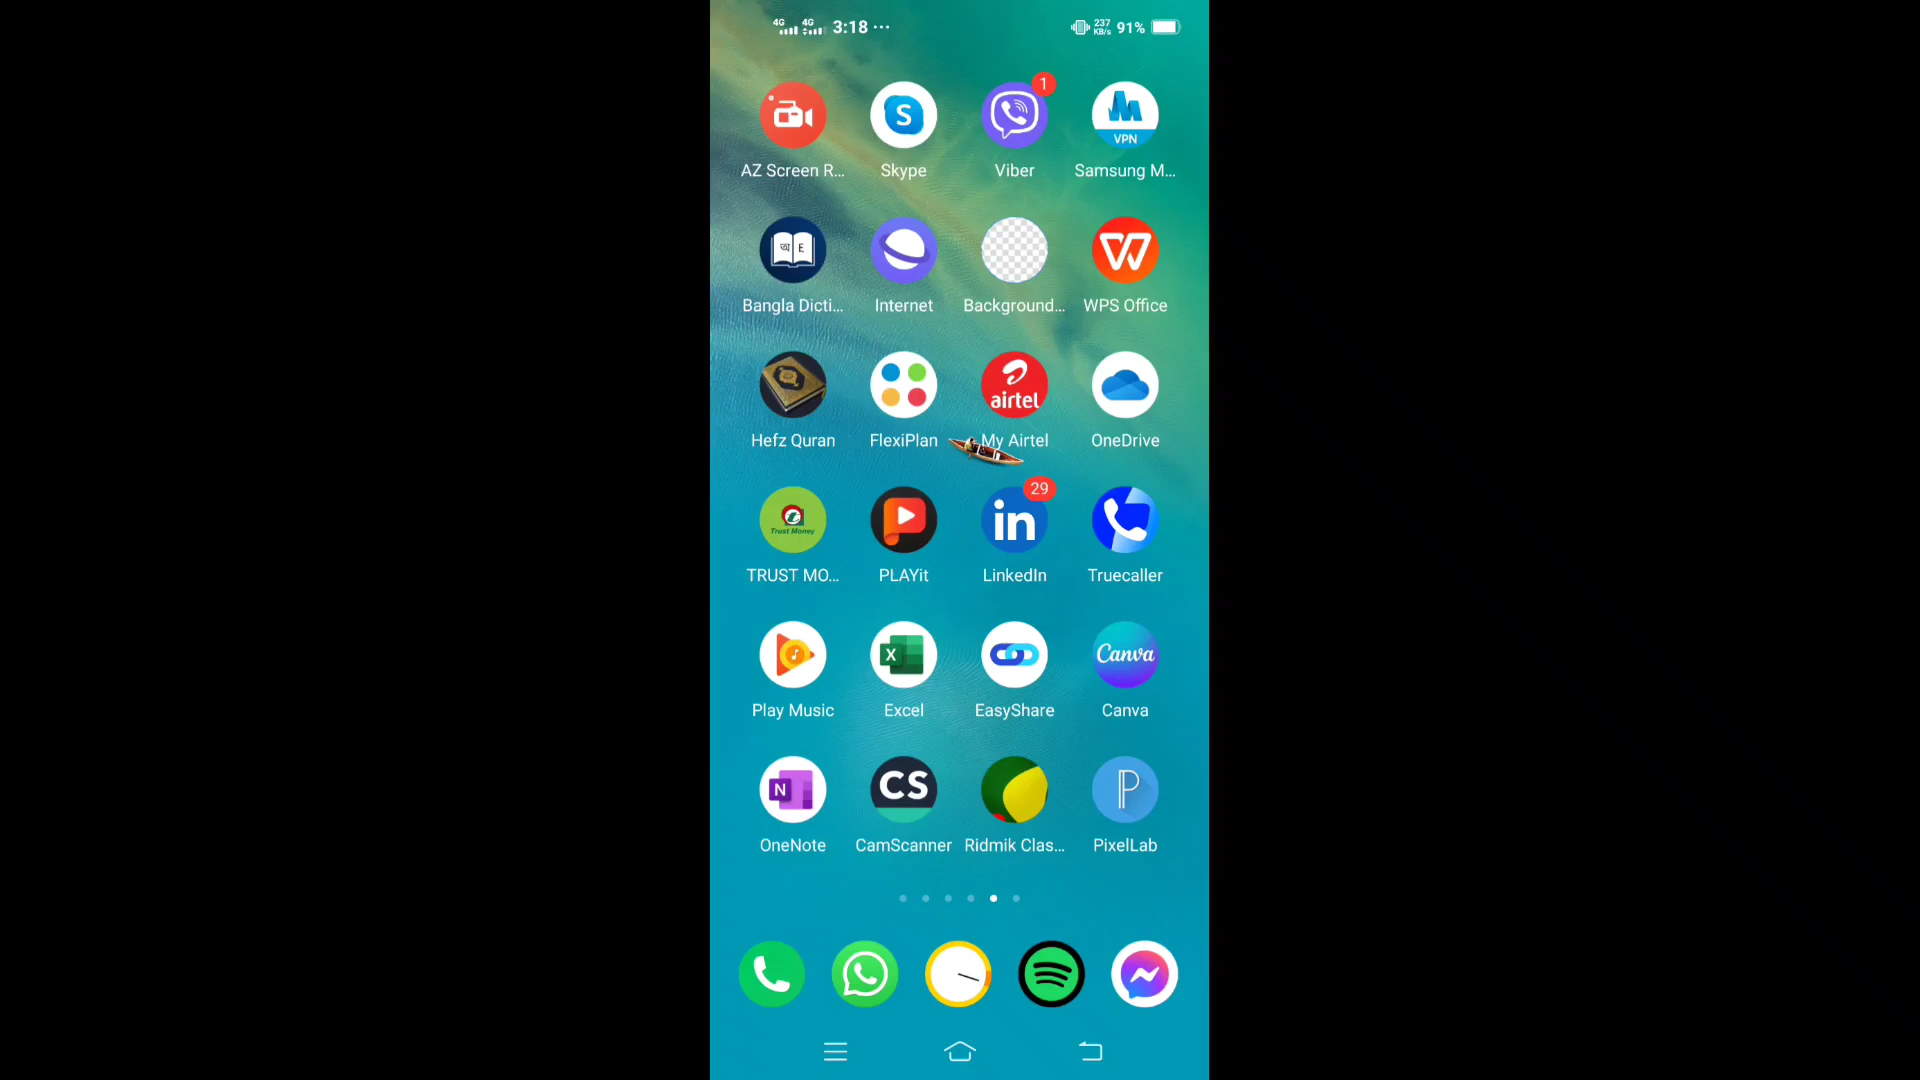 4G 4G 3:18 ... 237 KB/s 91%
1
S
VPN
AZ Screen R... Skype Viber Samsung M...
অ E W
Bangla Dicti... Internet Background... WPS Office
airtel
Hefz Quran FlexiPlan My Airtel OneDrive
29
Trust Money in
TRUST MO... PLAYit LinkedIn Truecaller
X Canva
Play Music Excel EasyShare Canva
N CS P
OneNote CamScanner Ridmik Clas... PixelLab